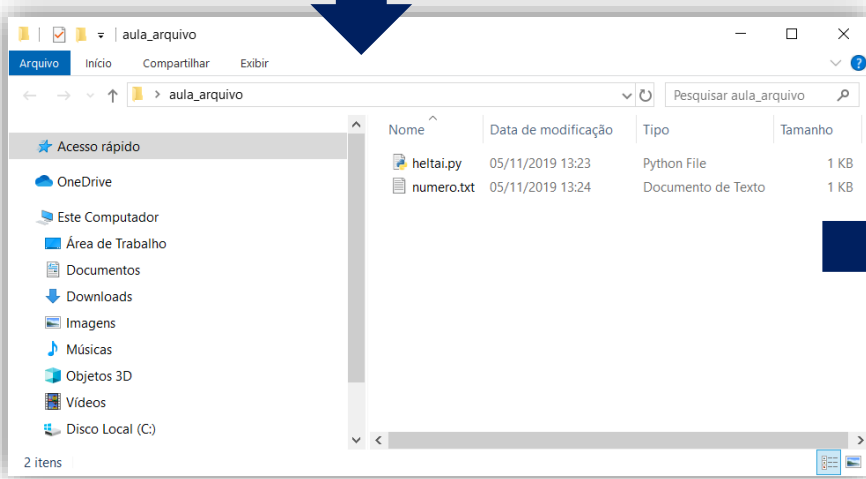 aula_arquivo
Arquivo Início Compartilhar Exibir
> aula_arquivo Pesquisar aula_arquivo
Nome Data de modificação Tipo Tamanho
Acesso rápido
heltai.py 05/11/2019 13:23 Python File 1 KB
OneDrive
numero.txt 05/11/2019 13:24 Documento de Texto 1 KB
Este Computador
Área de Trabalho
Documentos
Downloads
Imagens
Músicas
Objetos 3D
Vídeos
Disco Local (C:)
2 itens